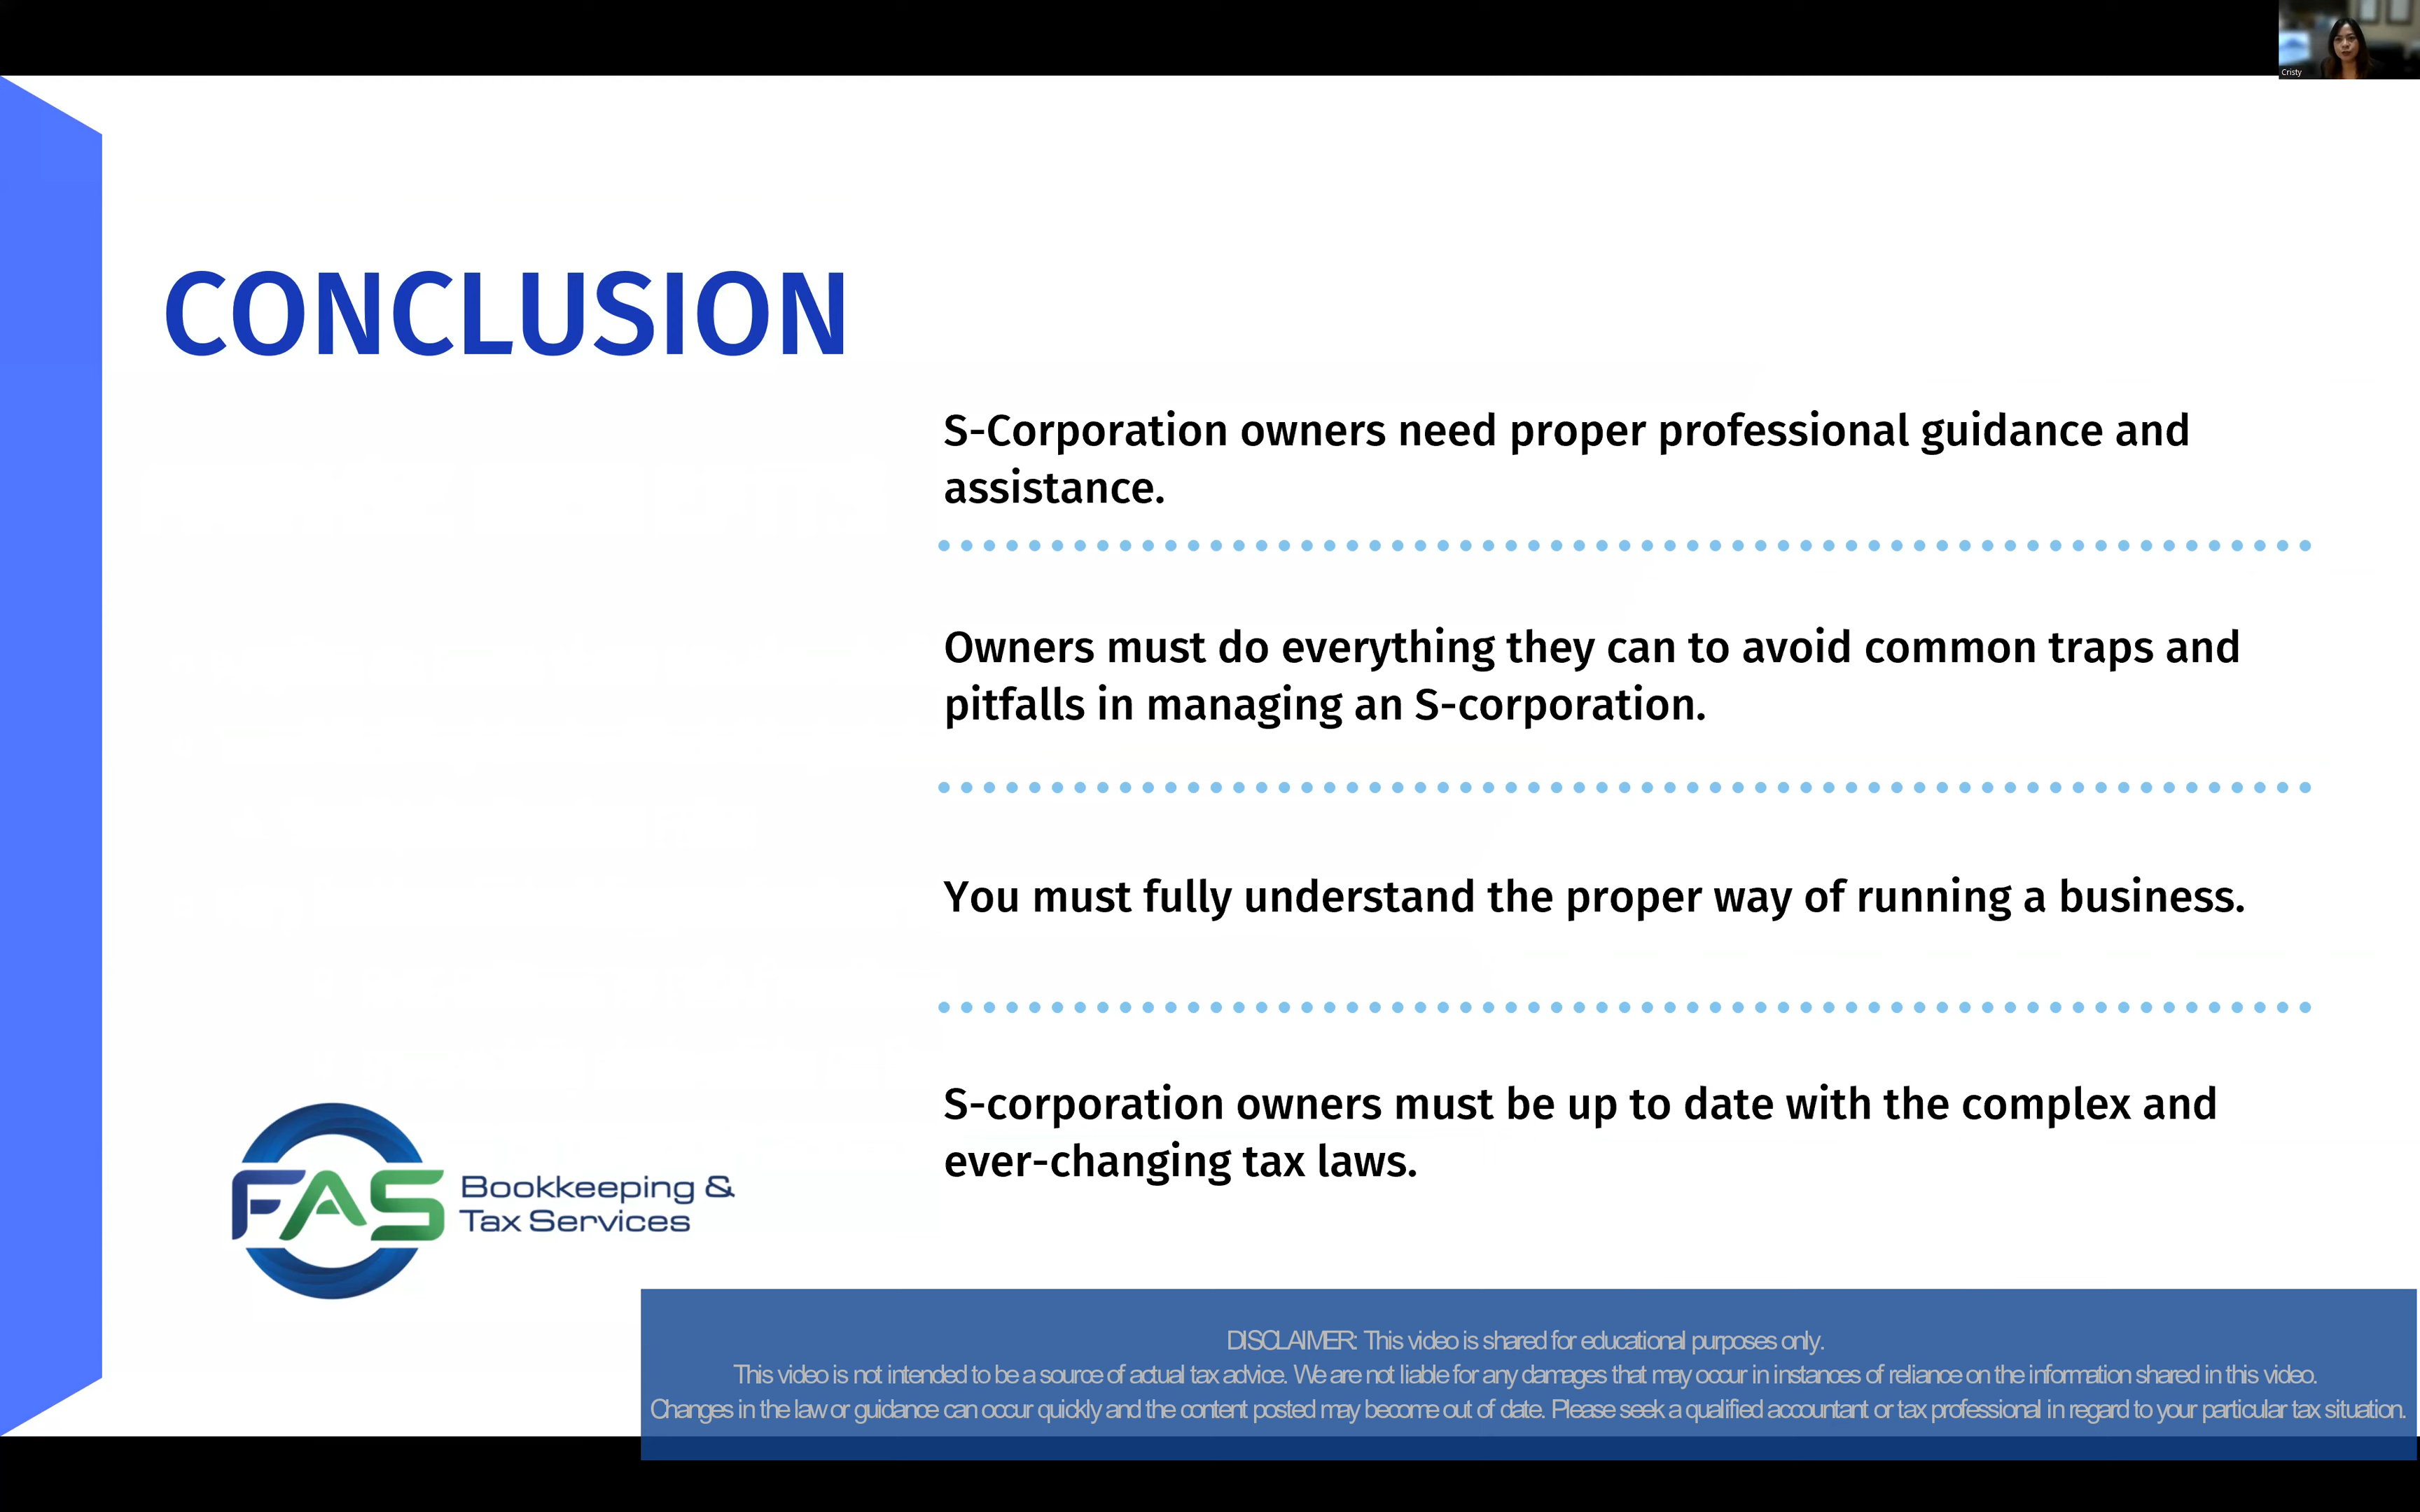 Cristy
CONCLUSION
S-Corporation owners need proper professional guidance and
assistance.
Owners must do everything they can to avoid common traps and
pitfalls in managing an S-corporation.
You must fully understand the proper way of running a business.
S-corporation owners must be up to date with the complex and
ever-changing tax laws.
FAS
Bookkeeping &
Tax Services
DISCLAIMER: This video is shared for educational purposes only.
This video is not intended to be a source of actual tax advice. We are not liable for any damages that may occur in instances of reliance on the information shared in this video.
Changes in the law or guidance can occur quickly and the content posted may become out of date. Please seek a qualified accountant or tax professional in regard to your particular tax situation.